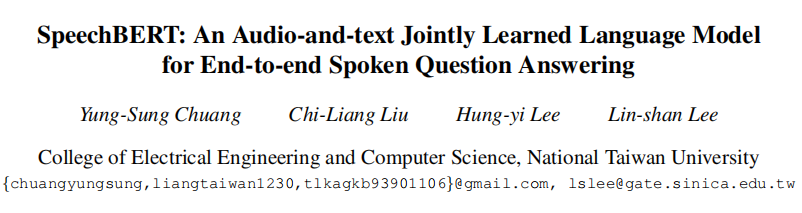 SpeechBERT: An Audio-and-text Jointly Learned Language Model
for End-to-end Spoken Question Answering
Yung-Sung Chuang Chi-Liang Liu Hung-yi Lee Lin-shan Lee
College of Electrical Engineering and Computer Science, National Taiwan University
{chuangyungsung,liangtaiwan1230,tlkagkb93901106}@gmail.com, lslee@gate.sinica.edu.tw